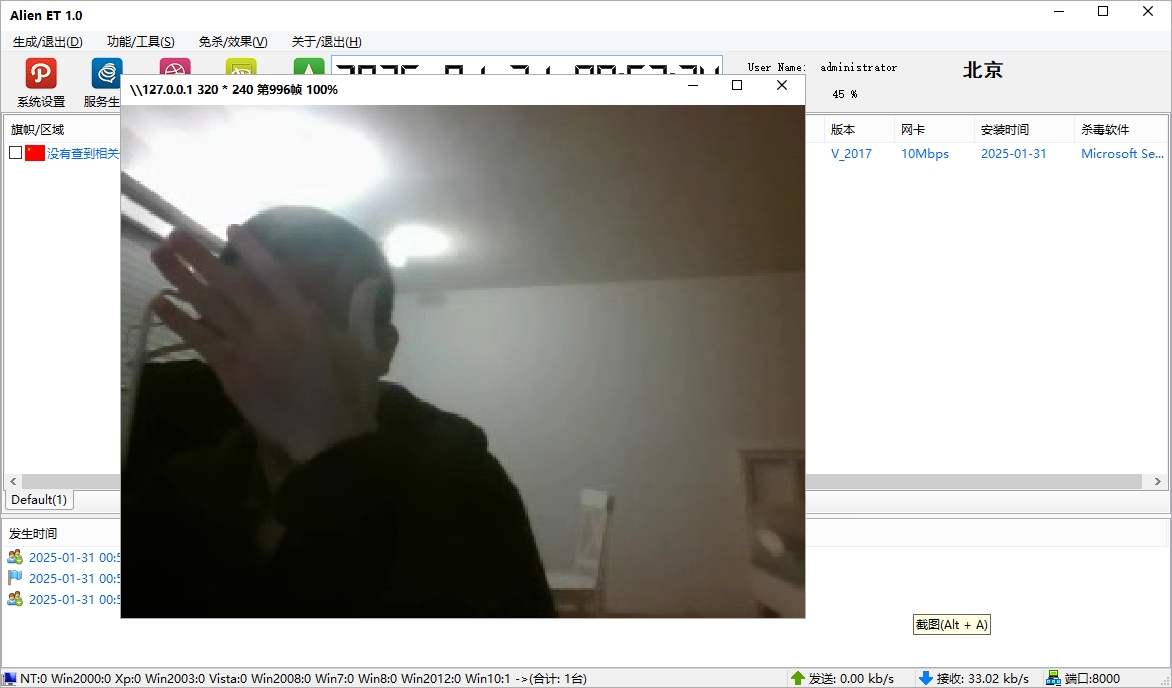 Alien ET 1.0
生成/退出(D) 功能/工具(S) 免杀/效果(V) 关于/退出(H)
系统设置 服务生
User Name: administrator
45 %
北京
\\127.0.0.1 320 * 240 第996帧 100%
旗帜/区域 版本 网卡 安装时间 杀毒软件
没有查到相关 V_2017 10Mbps 2025-01-31 Microsoft Se...
Default(1)
发生时间
2025-01-31 00:5
2025-01-31 00:5
2025-01-31 00:5
截图(Alt + A)
NT:0 Win2000:0 Xp:0 Win2003:0 Vista:0 Win2008:0 Win7:0 Win8:0 Win2012:0 Win10:1 ->(合计: 1台) 发送: 0.00 kb/s 接收: 33.02 kb/s 端口:8000